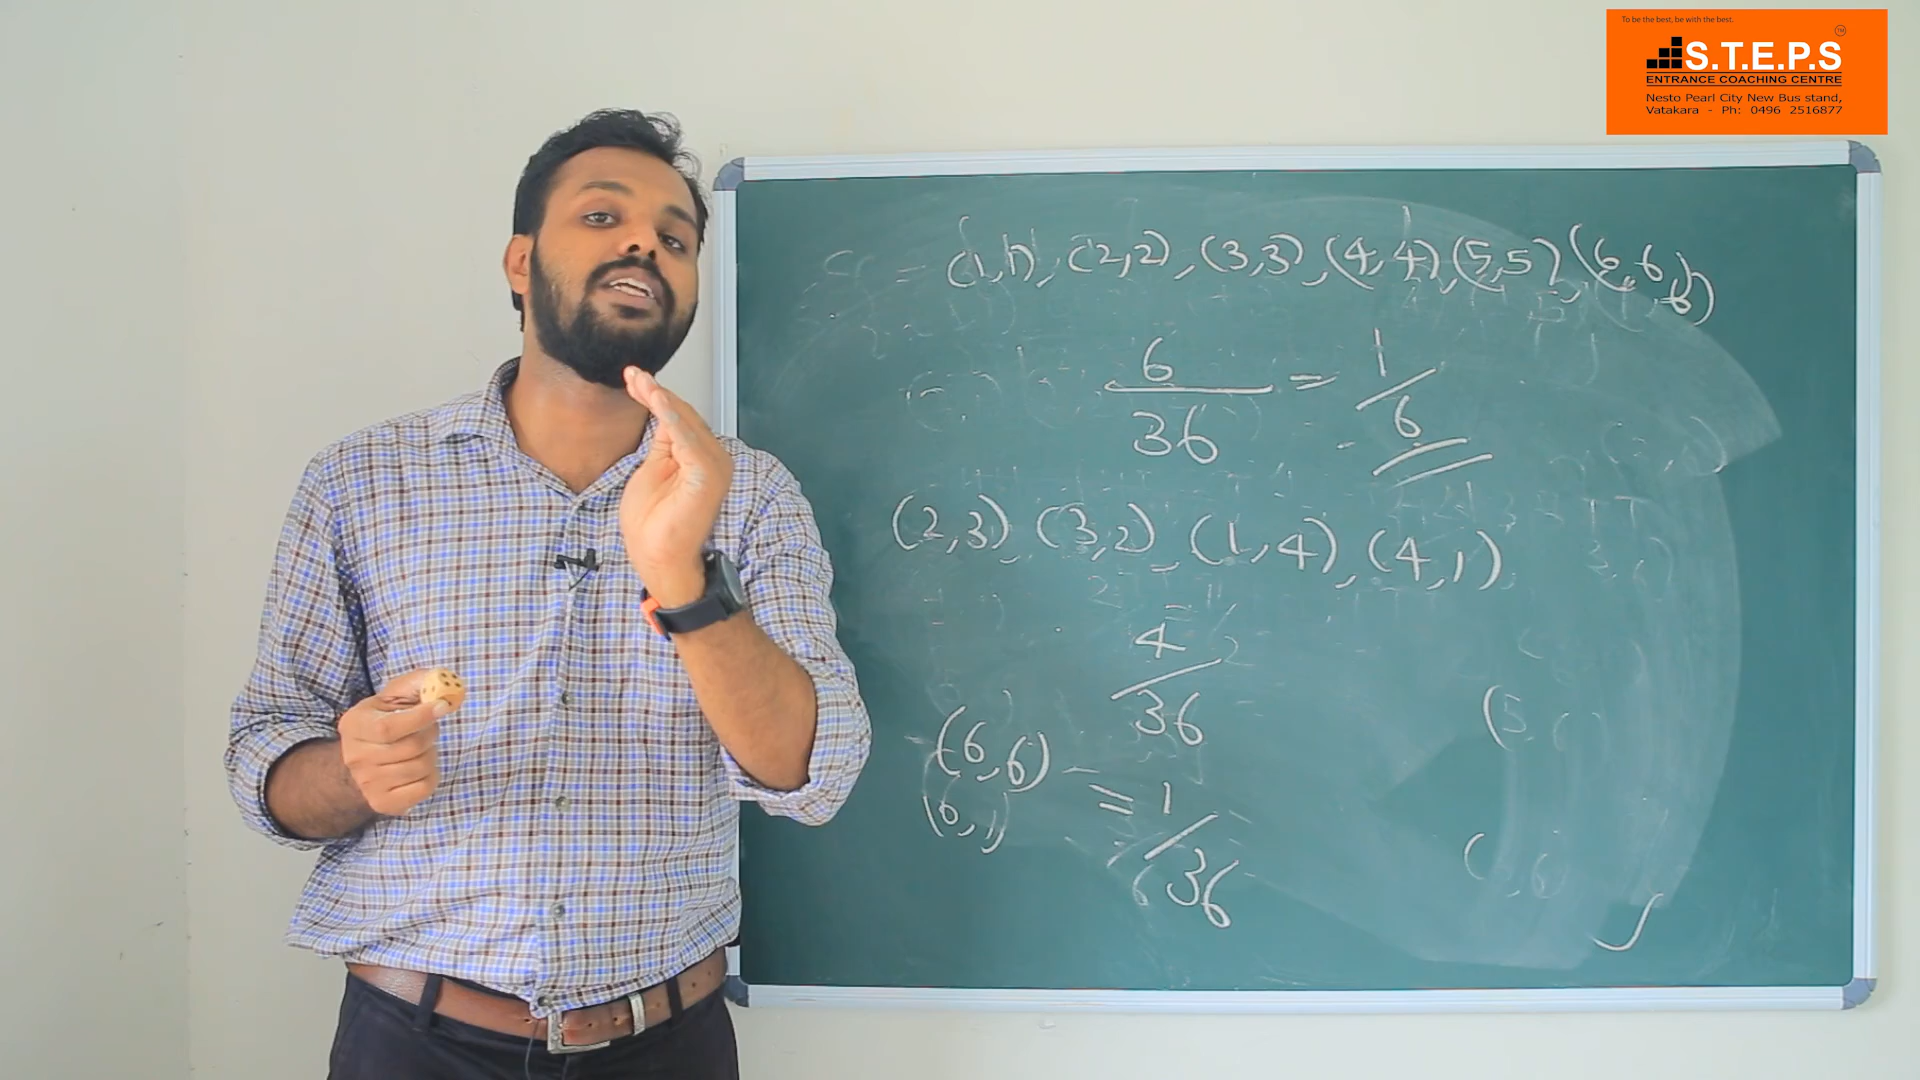 To be the best, be with the best.
S.T.E.P.S
TM
ENTRANCE COACHING CENTRE
Nesto Pearl City New Bus stand,
Vatakara - Ph: 0496 2516877
= (1,1), (2,2), (3,3), (4,4), (5,5), (6,6)
6/36 = 1/6
(2,3), (3,2), (1,4), (4,1)
4/36
(6,6)
= 1/36